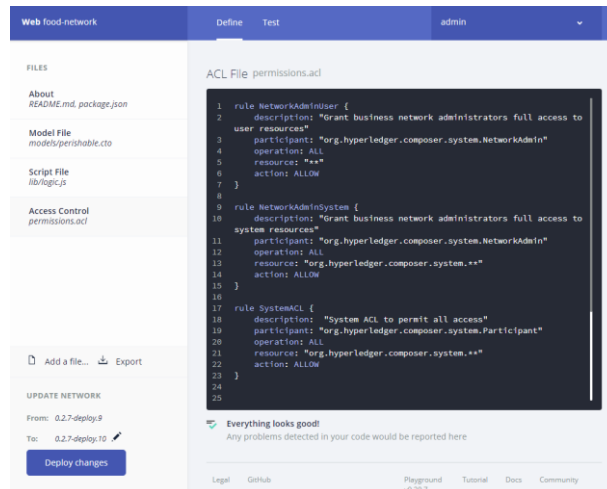 Web food-network
Define Test
admin
FILES
About
README.md, package.json
Model File
models/perishable.cto
Script File
lib/logic.js
Access Control
permissions.acl
Add a file... Export
UPDATE NETWORK
From: 0.2.7-deploy.9
To: 0.2.7-deploy.10
Deploy changes
ACL File permissions.acl
1 rule NetworkAdminUser {
2 description: "Grant business network administrators full access to
user resources"
3 participant: "org.hyperledger.composer.system.NetworkAdmin"
4 operation: ALL
5 resource: "**"
6 action: ALLOW
7 }
8
9 rule NetworkAdminSystem {
10 description: "Grant business network administrators full access to
system resources"
11 participant: "org.hyperledger.composer.system.NetworkAdmin"
12 operation: ALL
13 resource: "org.hyperledger.composer.system.**"
14 action: ALLOW
15 }
16
17 rule SystemACL {
18 description: "System ACL to permit all access"
19 participant: "org.hyperledger.composer.system.Participant"
20 operation: ALL
21 resource: "org.hyperledger.composer.system.**"
22 action: ALLOW
23 }
24
25
Everything looks good!
Any problems detected in your code would be reported here
Legal GitHub
Playground Tutorial Docs Community